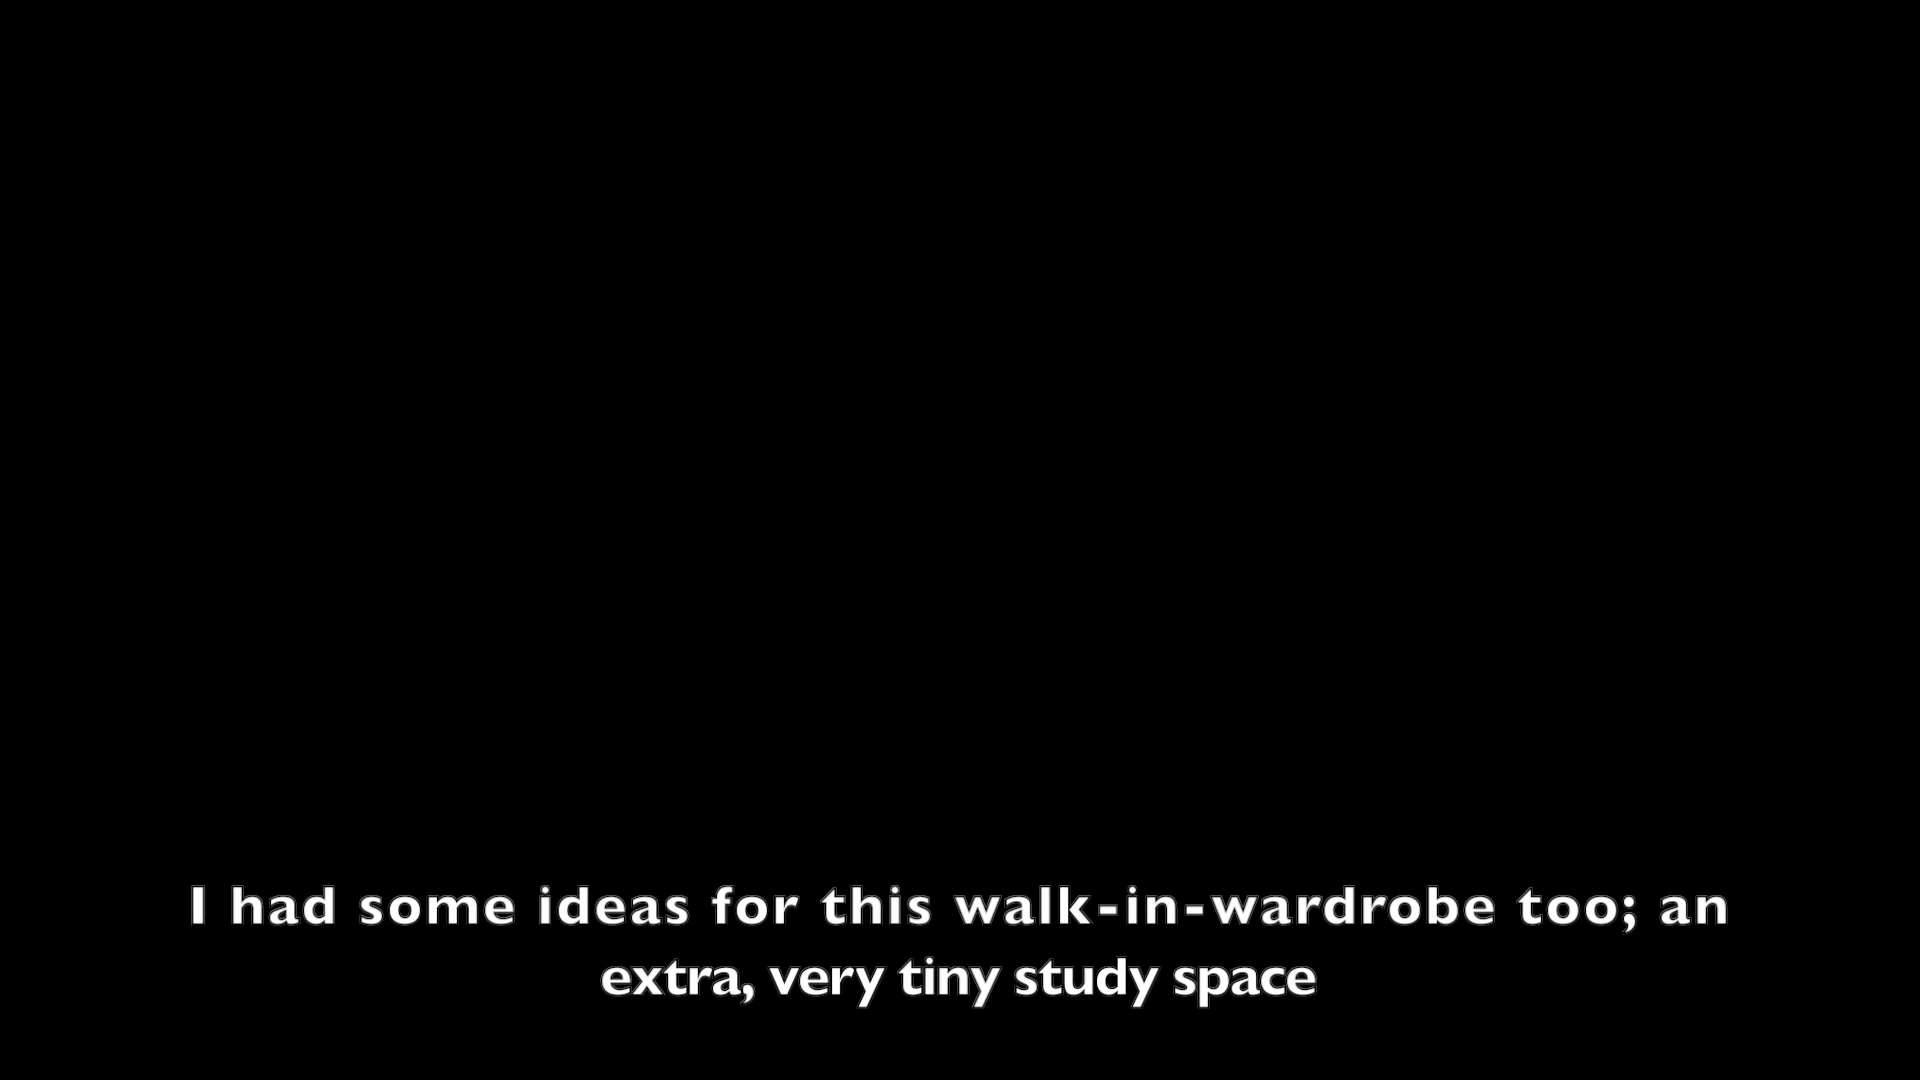 I had some ideas for this walk-in-wardrobe too; an
extra, very tiny study space